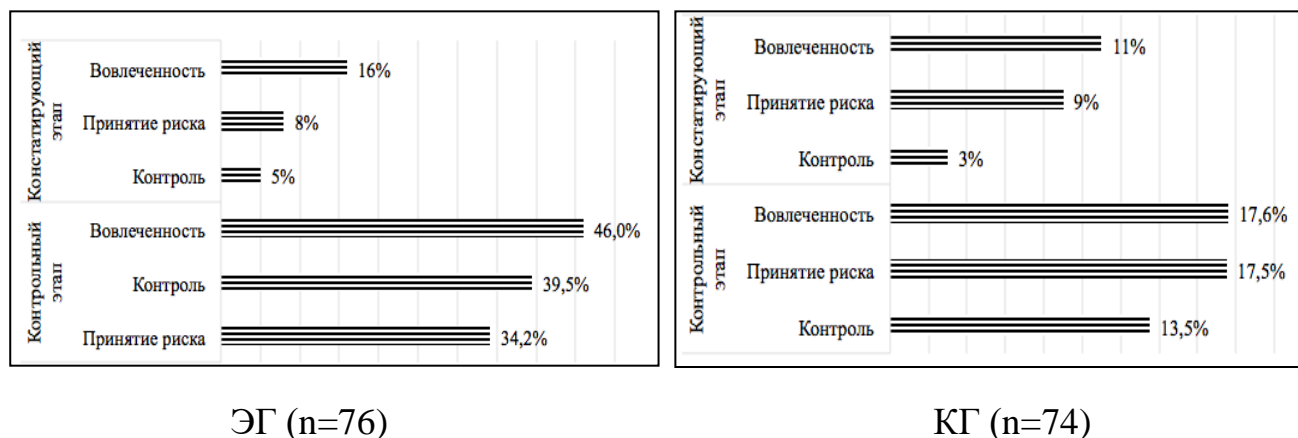 Констатирующий
этап
Вовлеченность
16%
Принятие риска
8%
Контроль
5%
Контрольный
этап
Вовлеченность
46,0%
Контроль
39,5%
Принятие риска
34,2%
ЭГ (n=76)
Констатирующий
этап
Вовлеченность
11%
Принятие риска
9%
Контроль
3%
Контрольный
этап
Вовлеченность
17,6%
Принятие риска
17,5%
Контроль
13,5%
КГ (n=74)